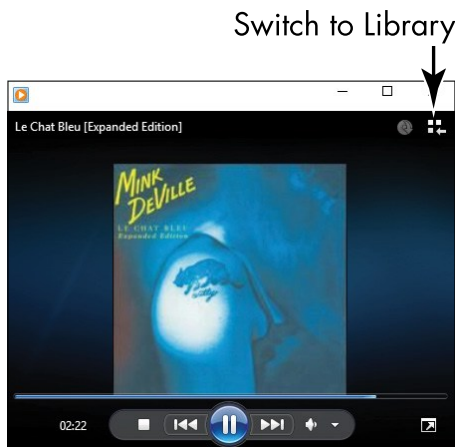 Switch to Library
Le Chat Bleu [Expanded Edition]
MINK
DEVILLE
LE CHAT BLEU
Expanded Edition
02:22